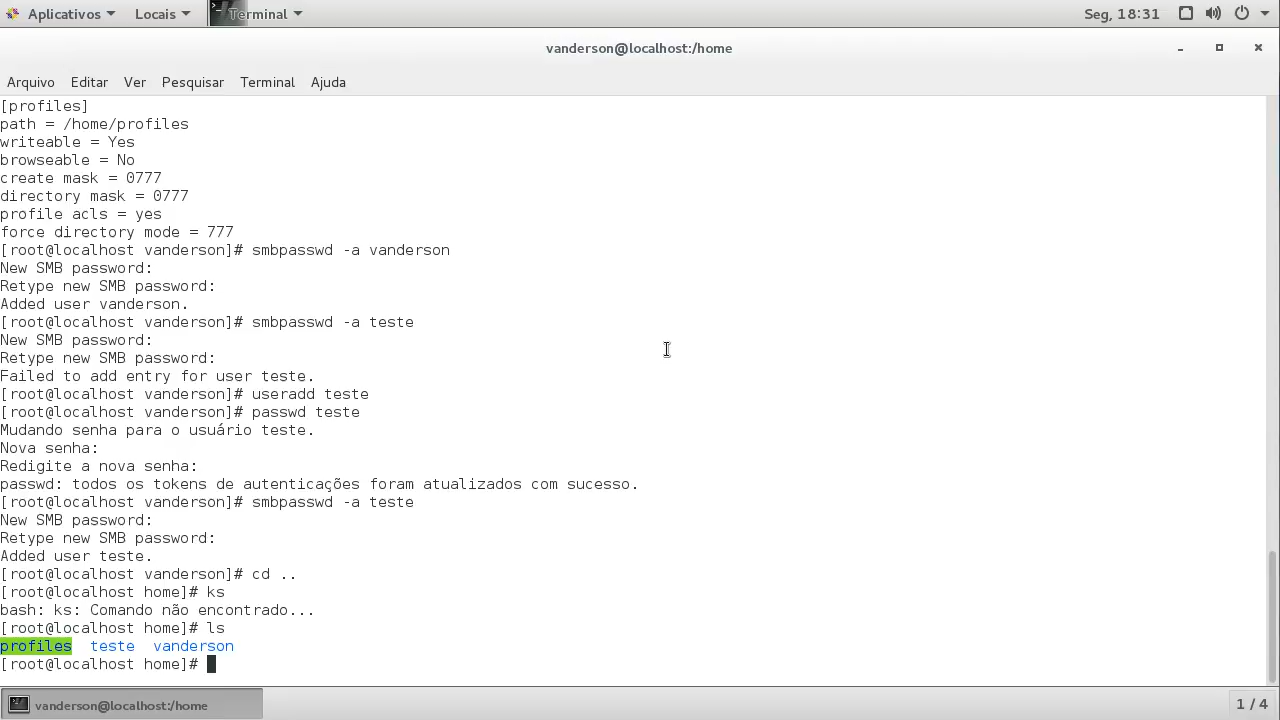 Aplicativos Locais Terminal Seg, 18:31
vanderson@localhost:/home
Arquivo Editar Ver Pesquisar Terminal Ajuda
[profiles]
path = /home/profiles
writeable = Yes
browseable = No
create mask = 0777
directory mask = 0777
profile acls = yes
force directory mode = 777
[root@localhost vanderson]# smbpasswd -a vanderson
New SMB password:
Retype new SMB password:
Added user vanderson.
[root@localhost vanderson]# smbpasswd -a teste
New SMB password:
Retype new SMB password:
Failed to add entry for user teste.
[root@localhost vanderson]# useradd teste
[root@localhost vanderson]# passwd teste
Mudando senha para o usuário teste.
Nova senha:
Redigite a nova senha:
passwd: todos os tokens de autenticações foram atualizados com sucesso.
[root@localhost vanderson]# smbpasswd -a teste
New SMB password:
Retype new SMB password:
Added user teste.
[root@localhost vanderson]# cd ..
[root@localhost home]# ks
bash: ks: Comando não encontrado...
[root@localhost home]# ls
profiles teste vanderson
[root@localhost home]#
vanderson@localhost:/home 1 / 4